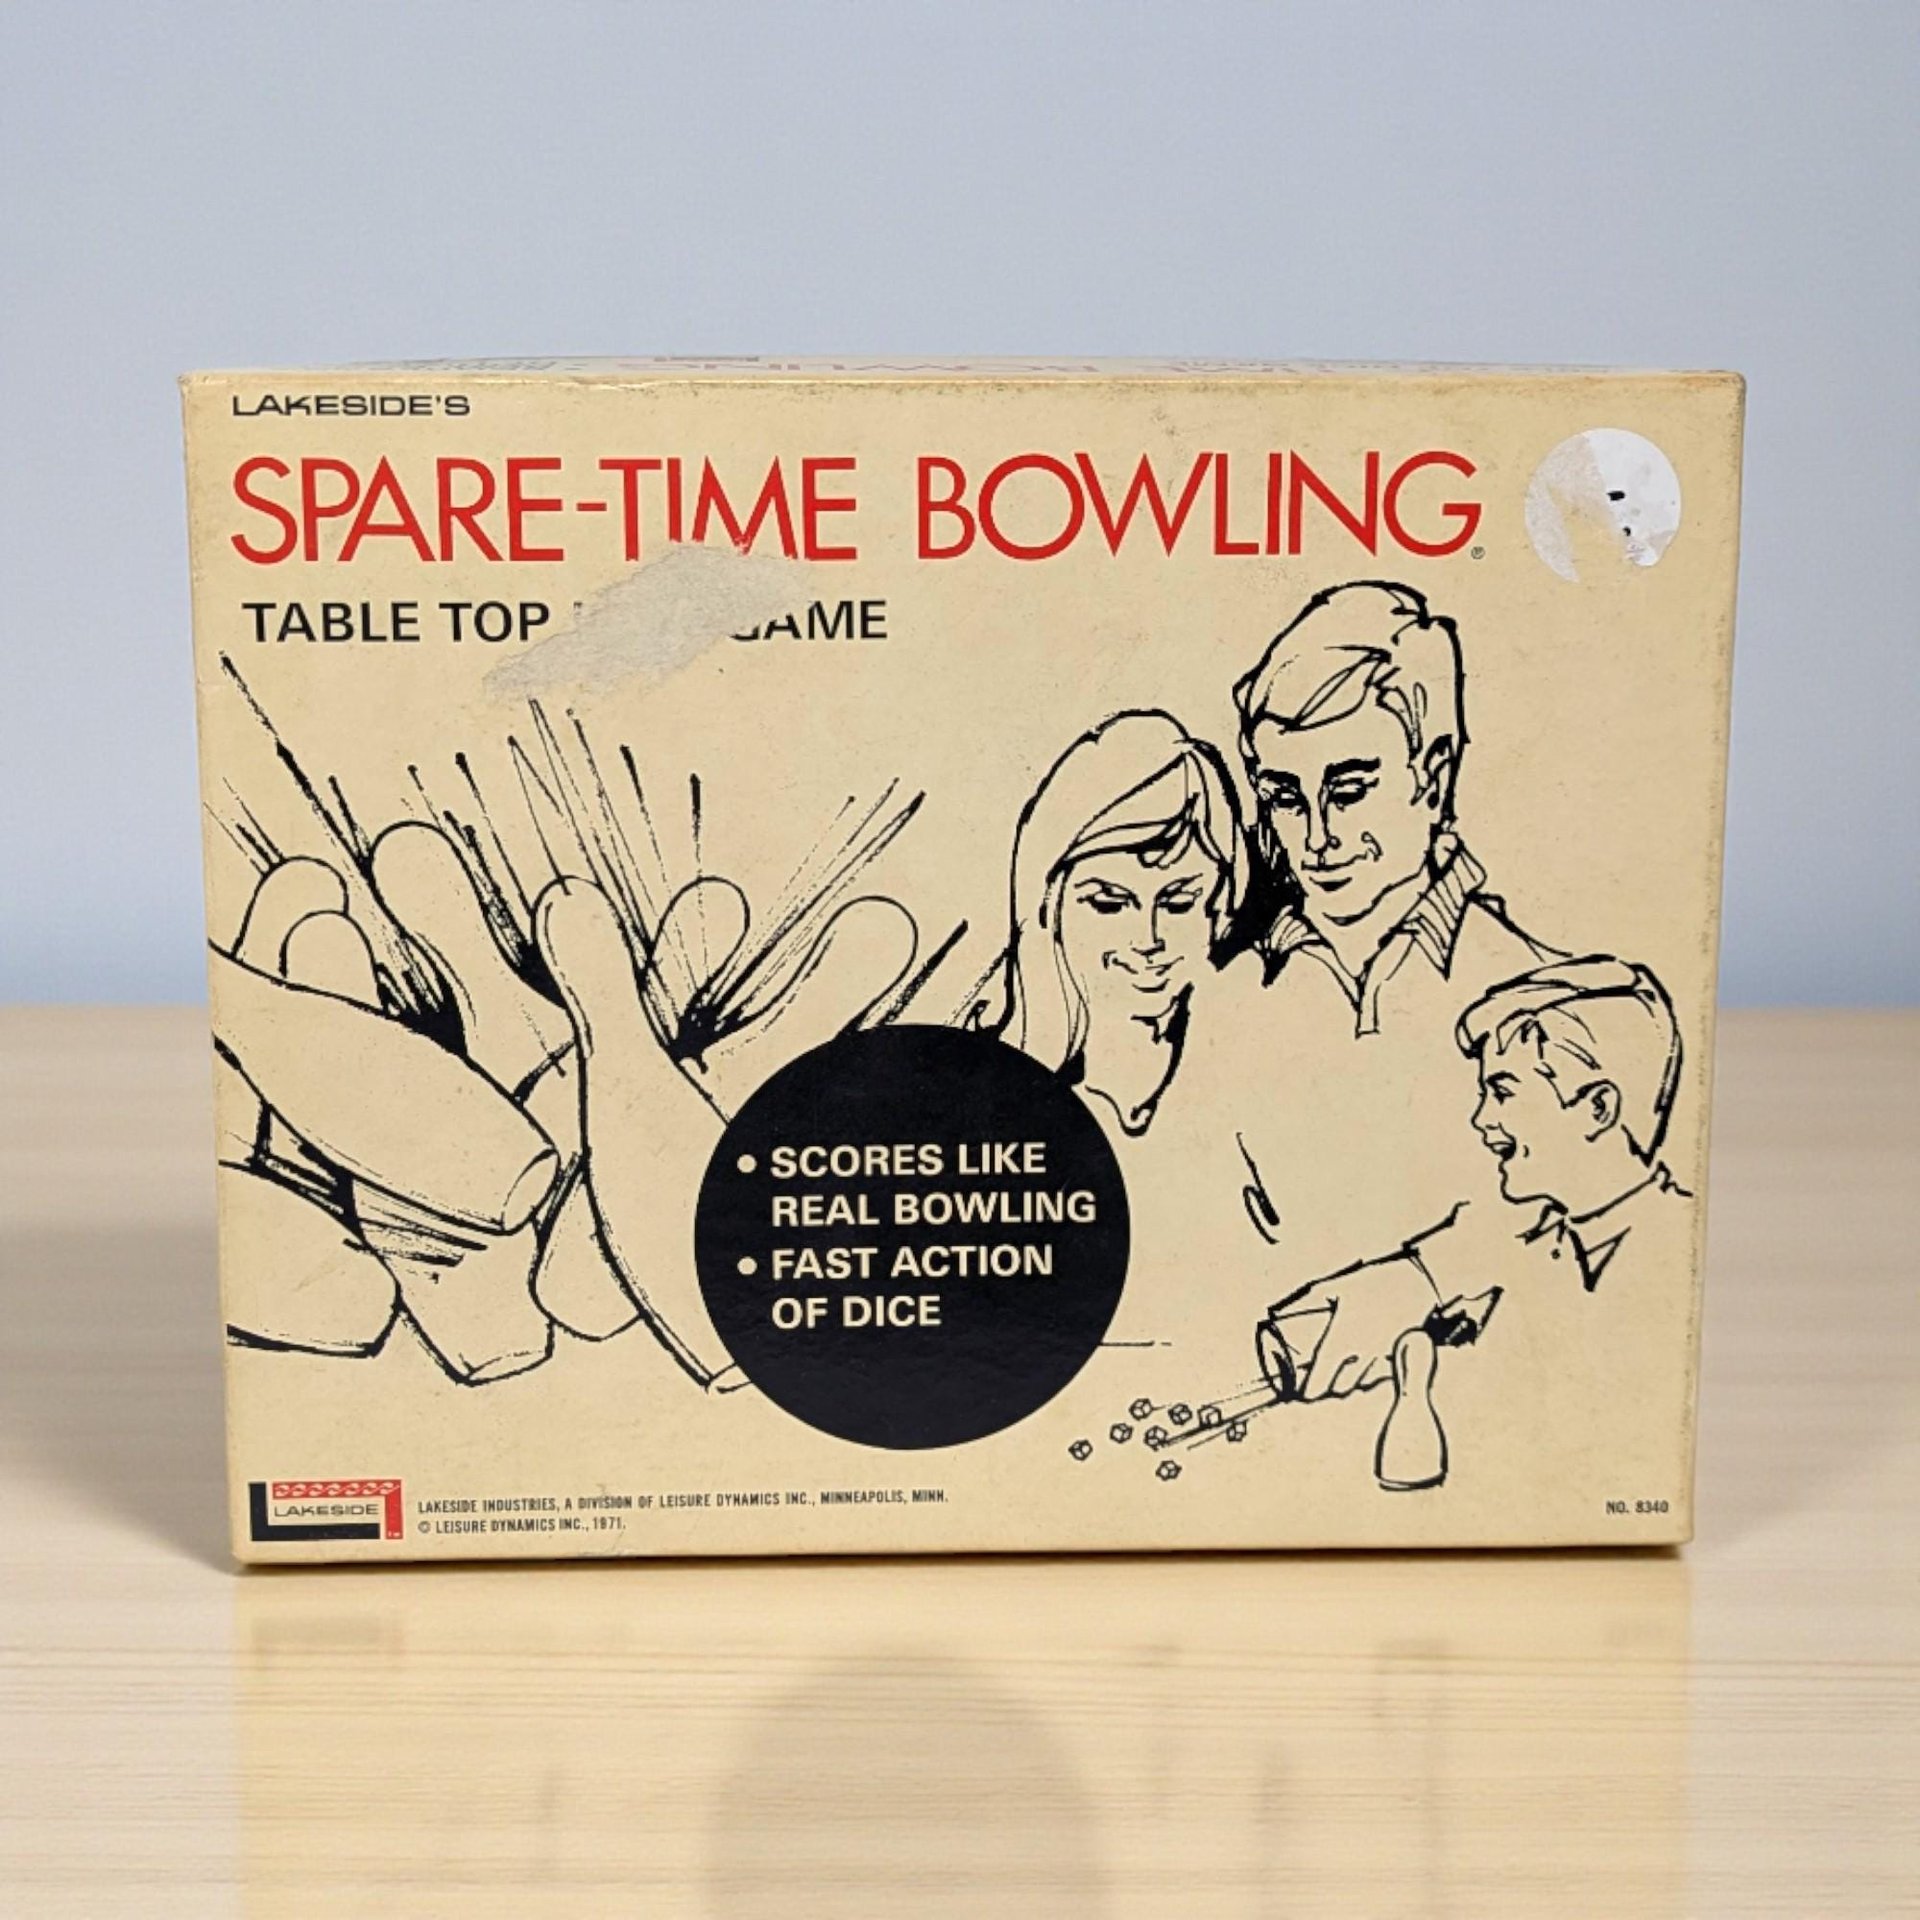 LAKESIDE'S
SPARE-TIME BOWLING®
TABLE TOP GAME
• SCORES LIKE
REAL BOWLING
• FAST ACTION
OF DICE
LAKESIDE TM
LAKESIDE INDUSTRIES, A DIVISION OF LEISURE DYNAMICS INC., MINNEAPOLIS, MINN.
© LEISURE DYNAMICS INC., 1971.
NO. 8340